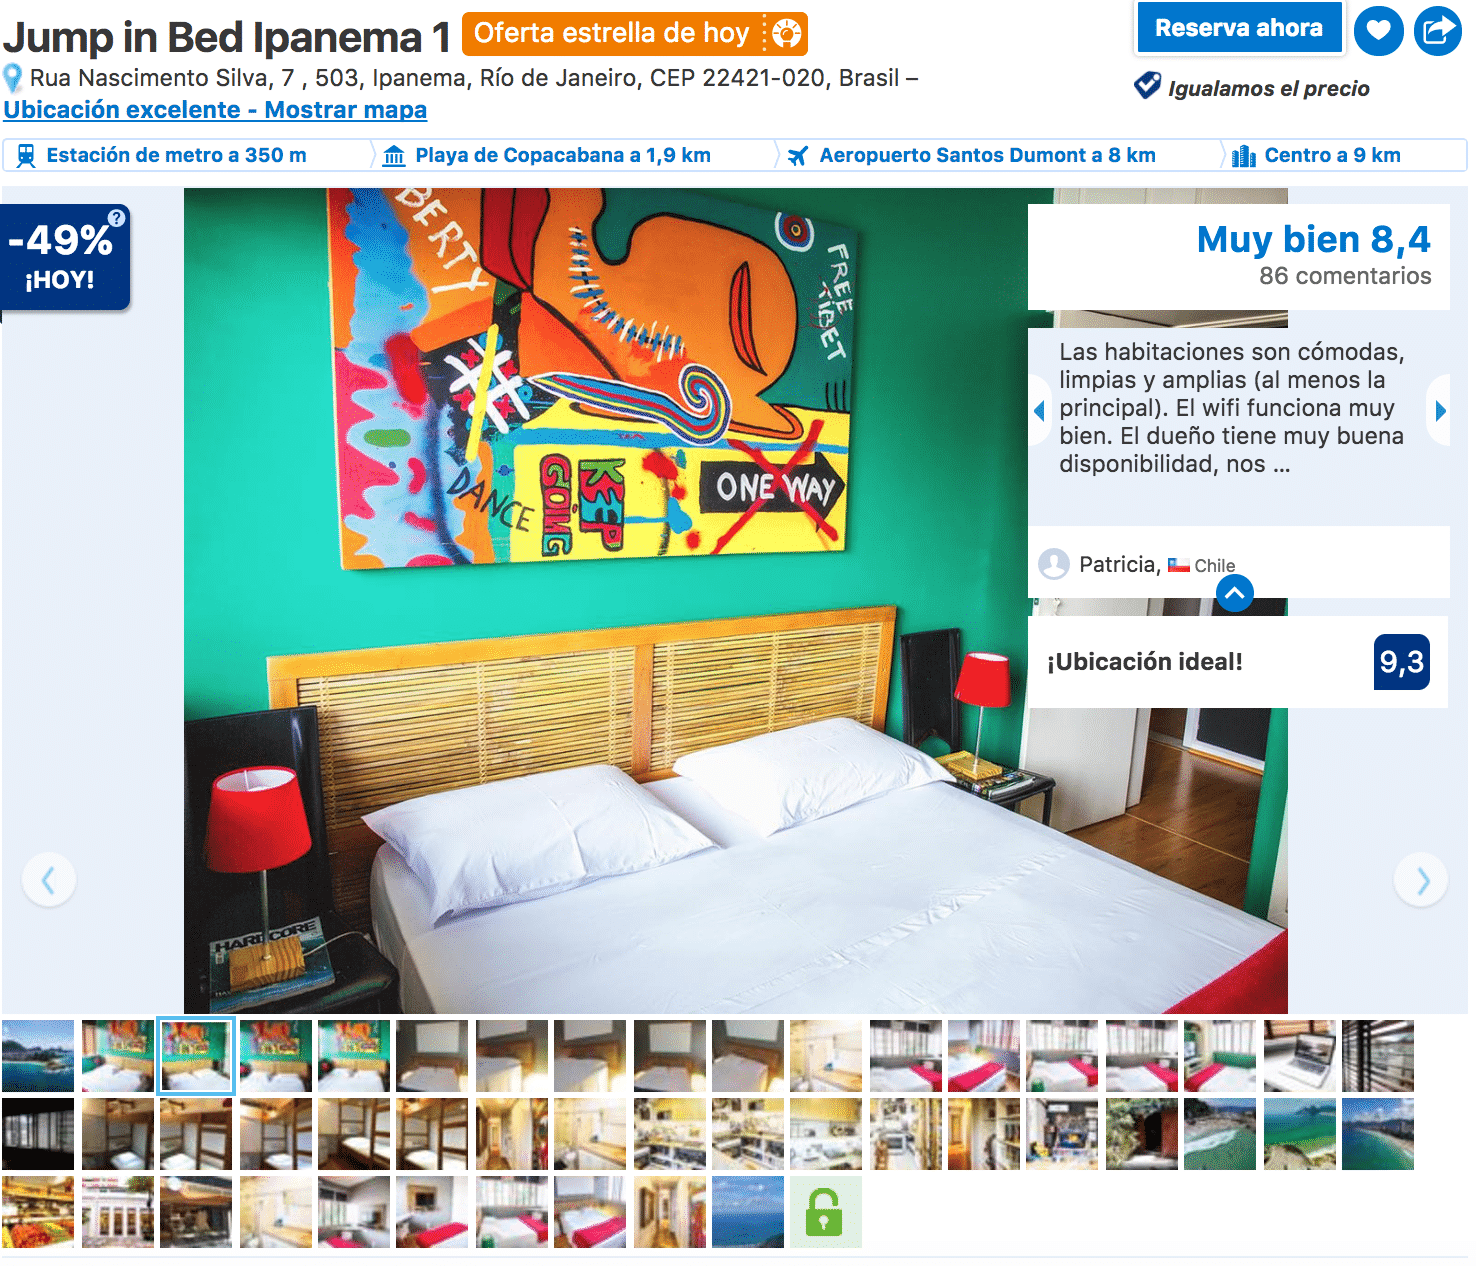 Jump in Bed Ipanema 1 Oferta estrella de hoy
Reserva ahora
Rua Nascimento Silva, 7 , 503, Ipanema, Río de Janeiro, CEP 22421-020, Brasil –
Ubicación excelente - Mostrar mapa
Igualamos el precio
Estación de metro a 350 m
Playa de Copacabana a 1,9 km
Aeropuerto Santos Dumont a 8 km
Centro a 9 km
-49%
?
¡HOY!
BERTY
FREE
TIBET
DANCE
KEEP
GOING
ONE WAY
HARDCORE
Muy bien 8,4
86 comentarios
Las habitaciones son cómodas,
limpias y amplias (al menos la
principal). El wifi funciona muy
bien. El dueño tiene muy buena
disponibilidad, nos ...
Patricia, Chile
¡Ubicación ideal! 9,3